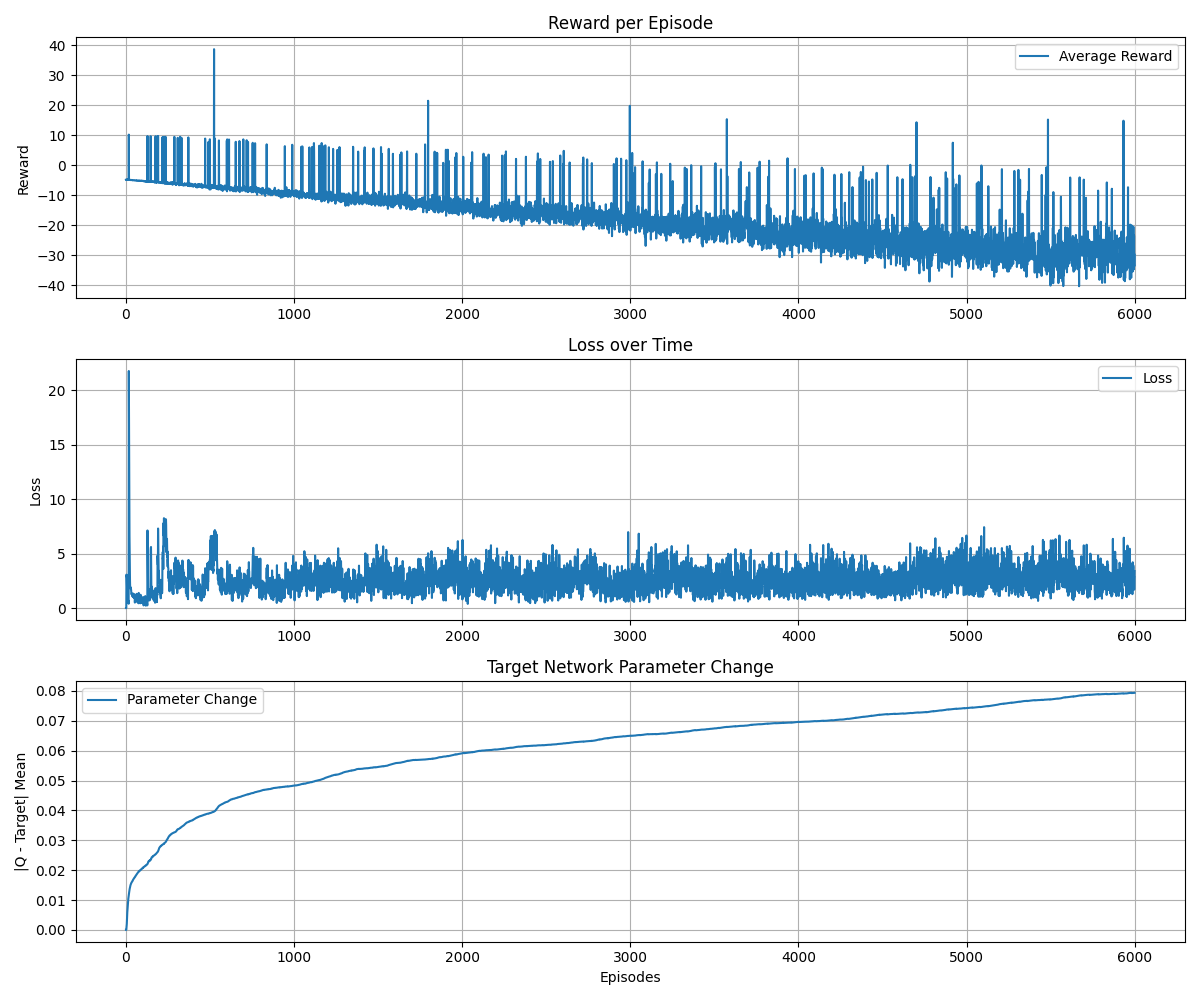 Reward per Episode
Average Reward
Reward
40
30
20
10
0
−10
−20
−30
−40
0 1000 2000 3000 4000 5000 6000
Loss over Time
Loss
Loss
20
15
10
5
0
0 1000 2000 3000 4000 5000 6000
Target Network Parameter Change
Parameter Change
|Q - Target| Mean
0.08
0.07
0.06
0.05
0.04
0.03
0.02
0.01
0.00
0 1000 2000 3000 4000 5000 6000
Episodes